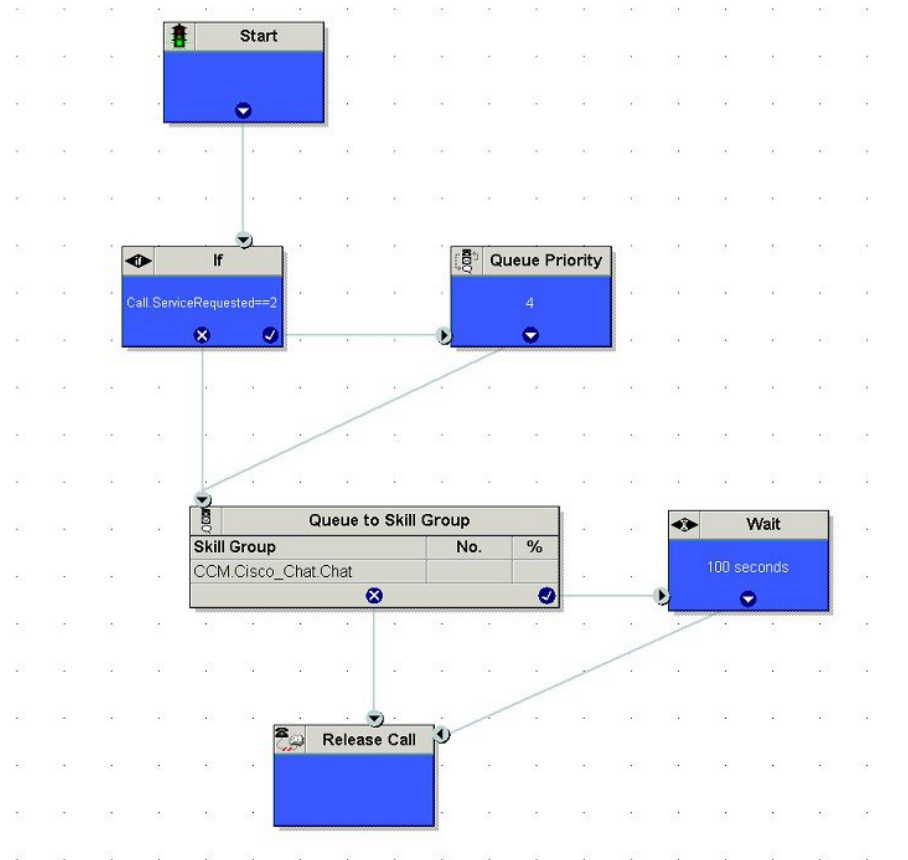 Start
If
Call.ServiceRequested==2
Queue Priority
4
Queue to Skill Group
Skill Group No. %
CCM.Cisco_Chat.Chat
Wait
100 seconds
Release Call